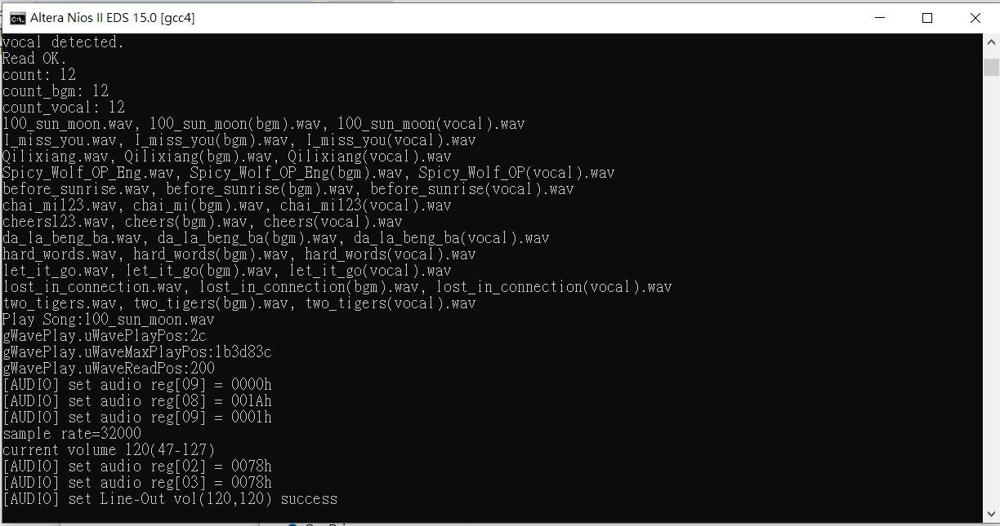 Altera Nios II EDS 15.0 [gcc4]
vocal detected.
Read OK.
count: 12
count_bgm: 12
count_vocal: 12
100_sun_moon.wav, 100_sun_moon(bgm).wav, 100_sun_moon(vocal).wav
I_miss_you.wav, I_miss_you(bgm).wav, I_miss_you(vocal).wav
Qilixiang.wav, Qilixiang(bgm).wav, Qilixiang(vocal).wav
Spicy_Wolf_OP_Eng.wav, Spicy_Wolf_OP_Eng(bgm).wav, Spicy_Wolf_OP(vocal).wav
before_sunrise.wav, before_sunrise(bgm).wav, before_sunrise(vocal).wav
chai_mi123.wav, chai_mi(bgm).wav, chai_mi123(vocal).wav
cheers123.wav, cheers(bgm).wav, cheers(vocal).wav
da_la_beng_ba.wav, da_la_beng_ba(bgm).wav, da_la_beng_ba(vocal).wav
hard_words.wav, hard_words(bgm).wav, hard_words(vocal).wav
let_it_go.wav, let_it_go(bgm).wav, let_it_go(vocal).wav
lost_in_connection.wav, lost_in_connection(bgm).wav, lost_in_connection(vocal).wav
two_tigers.wav, two_tigers(bgm).wav, two_tigers(vocal).wav
Play Song:100_sun_moon.wav
gWavePlay.uWavePlayPos:2c
gWavePlay.uWaveMaxPlayPos:1b3d83c
gWavePlay.uWaveReadPos:200
[AUDIO] set audio reg[09] = 0000h
[AUDIO] set audio reg[08] = 001Ah
[AUDIO] set audio reg[09] = 0001h
sample rate=32000
current volume 120(47-127)
[AUDIO] set audio reg[02] = 0078h
[AUDIO] set audio reg[03] = 0078h
[AUDIO] set Line-Out vol(120,120) success